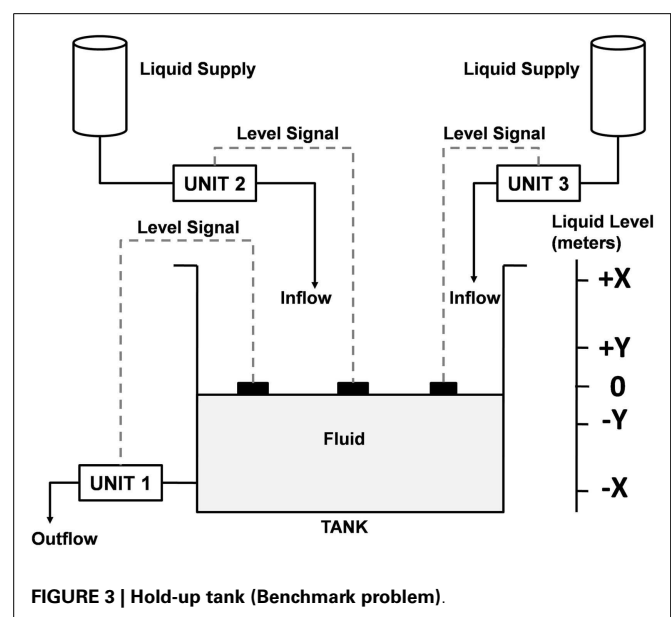 Liquid Supply
Liquid Supply
Level Signal
Level Signal
UNIT 2
UNIT 3
Level Signal
Liquid Level
(meters)
+X
Inflow
Inflow
+Y
0
-Y
Fluid
UNIT 1
-X
Outflow
TANK
FIGURE 3 | Hold-up tank (Benchmark problem).